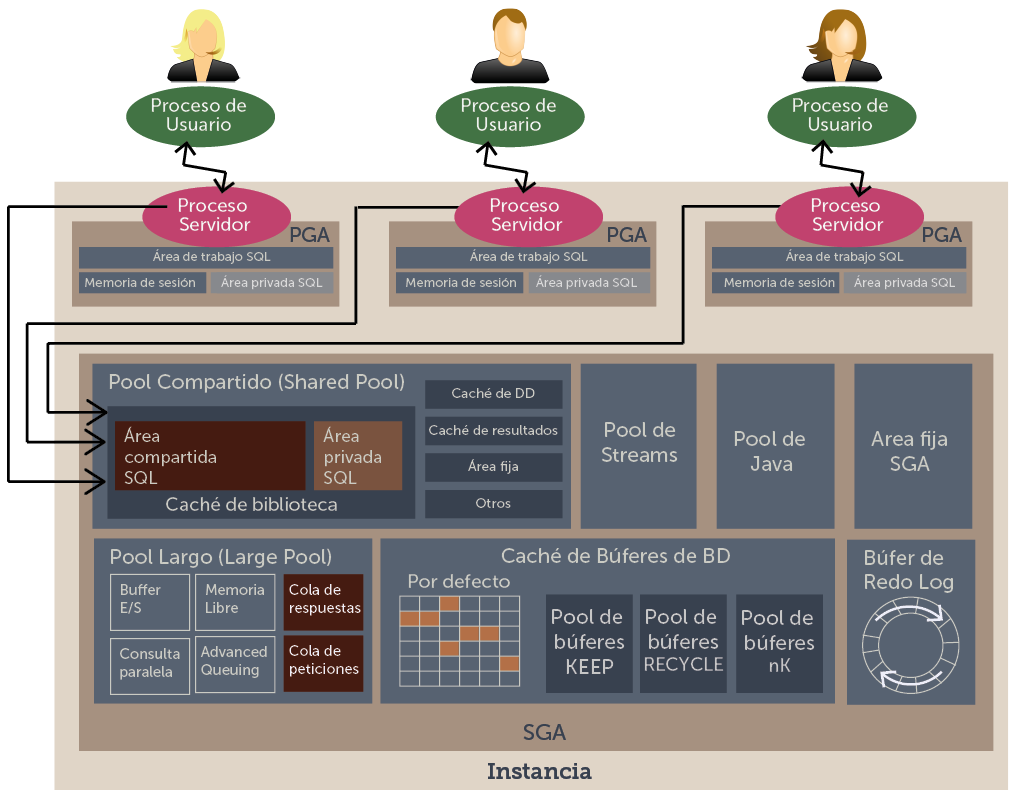 Proceso de
Usuario
Proceso de
Usuario
Proceso de
Usuario
Proceso
Servidor
PGA
Área de trabajo SQL
Memoria de sesión
Área privada SQL
Proceso
Servidor
PGA
Área de trabajo SQL
Memoria de sesión
Área privada SQL
Proceso
Servidor
PGA
Área de trabajo SQL
Memoria de sesión
Área privada SQL
Pool Compartido (Shared Pool)
Área
compartida
SQL
Área
privada
SQL
Caché de biblioteca
Caché de DD
Caché de resultados
Área fija
Otros
Pool de
Streams
Pool de
Java
Area fija
SGA
Pool Largo (Large Pool)
Buffer
E/S
Memoria
Libre
Cola de
respuestas
Consulta
paralela
Advanced
Queuing
Cola de
peticiones
Caché de Búferes de BD
Por defecto
Pool de
búferes
KEEP
Pool de
búferes
RECYCLE
Pool de
búferes
nK
Búfer de
Redo Log
SGA
Instancia